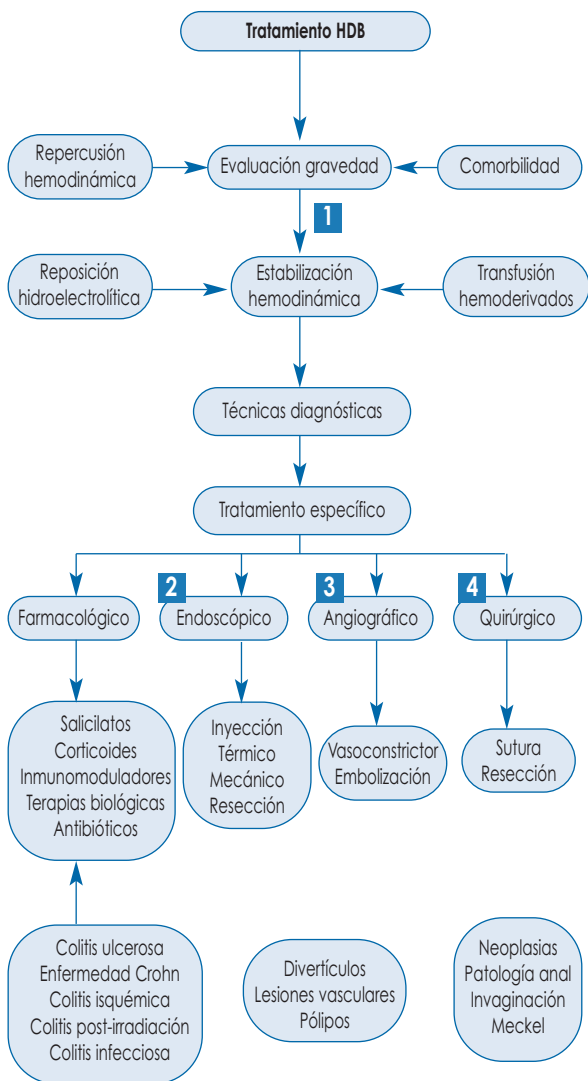 Tratamiento HDB
Repercusión
hemodinámica
Evaluación gravedad
Comorbilidad
1
Reposición
hidroelectrolítica
Estabilización
hemodinámica
Transfusión
hemoderivados
Técnicas diagnósticas
Tratamiento específico
Farmacológico
2
Endoscópico
3
Angiográfico
4
Quirúrgico
Salicilatos
Corticoides
Inmunomoduladores
Terapias biológicas
Antibióticos
Inyección
Térmico
Mecánico
Resección
Vasoconstrictor
Embolización
Sutura
Resección
Colitis ulcerosa
Enfermedad Crohn
Colitis isquémica
Colitis post-irradiación
Colitis infecciosa
Divertículos
Lesiones vasculares
Pólipos
Neoplasias
Patología anal
Invaginación
Meckel